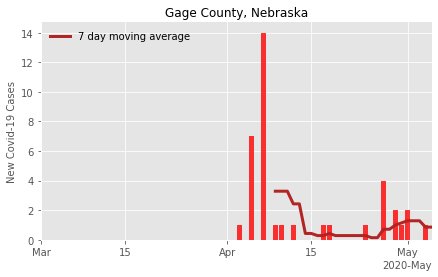 Gage County, Nebraska
7 day moving average
New Covid-19 Cases
14
12
10
8
6
4
2
0
Mar 15 Apr 15 May
2020-May